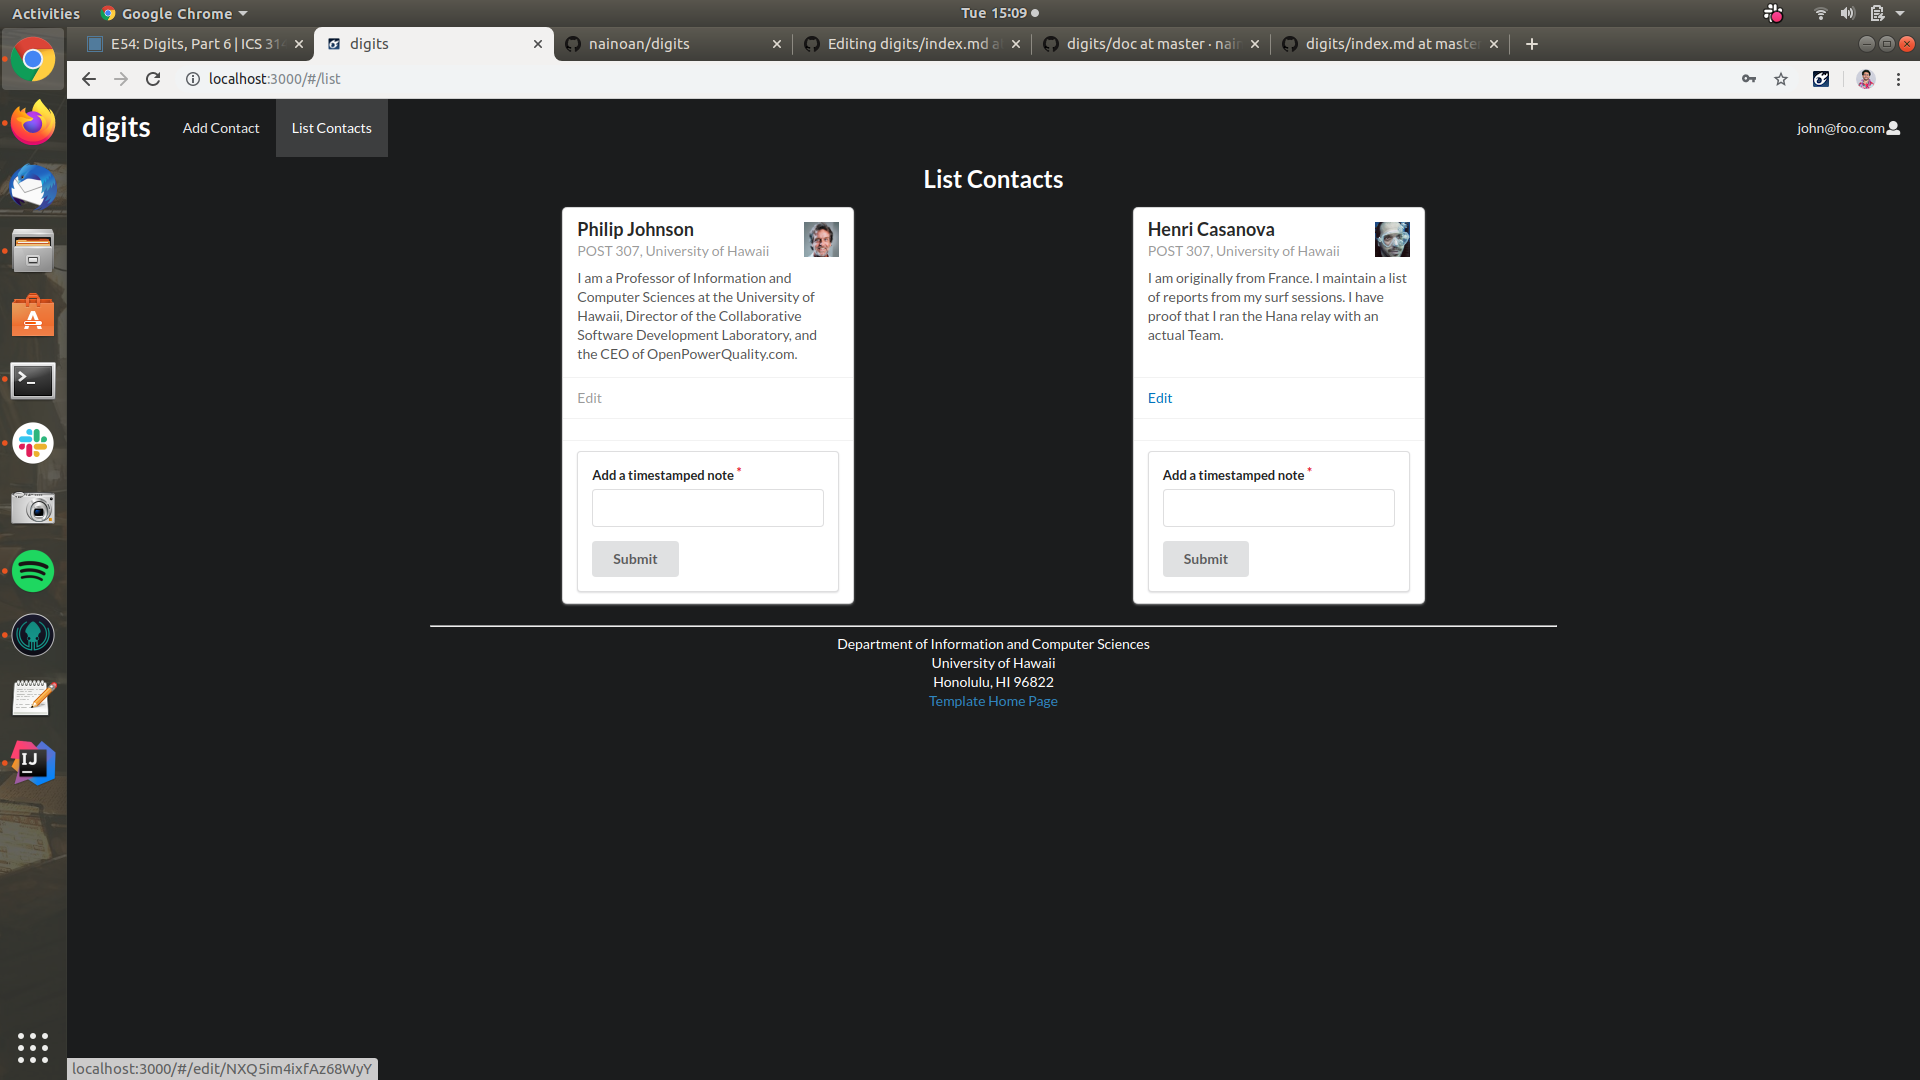 Activities
Google Chrome
Tue 15:09
E54: Digits, Part 6 | ICS 314
digits
nainoan/digits
Editing digits/index.md a
digits/doc at master · nain
digits/index.md at maste
localhost:3000/#/list
digits
Add Contact
List Contacts
john@foo.com
List Contacts
Philip Johnson
POST 307, University of Hawaii
I am a Professor of Information and
Computer Sciences at the University of
Hawaii, Director of the Collaborative
Software Development Laboratory, and
the CEO of OpenPowerQuality.com.
Edit
Add a timestamped note *
Submit
Henri Casanova
POST 307, University of Hawaii
I am originally from France. I maintain a list
of reports from my surf sessions. I have
proof that I ran the Hana relay with an
actual Team.
Edit
Add a timestamped note *
Submit
Department of Information and Computer Sciences
University of Hawaii
Honolulu, HI 96822
Template Home Page
IJ
localhost:3000/#/edit/NXQ5im4ixfAz68WyY